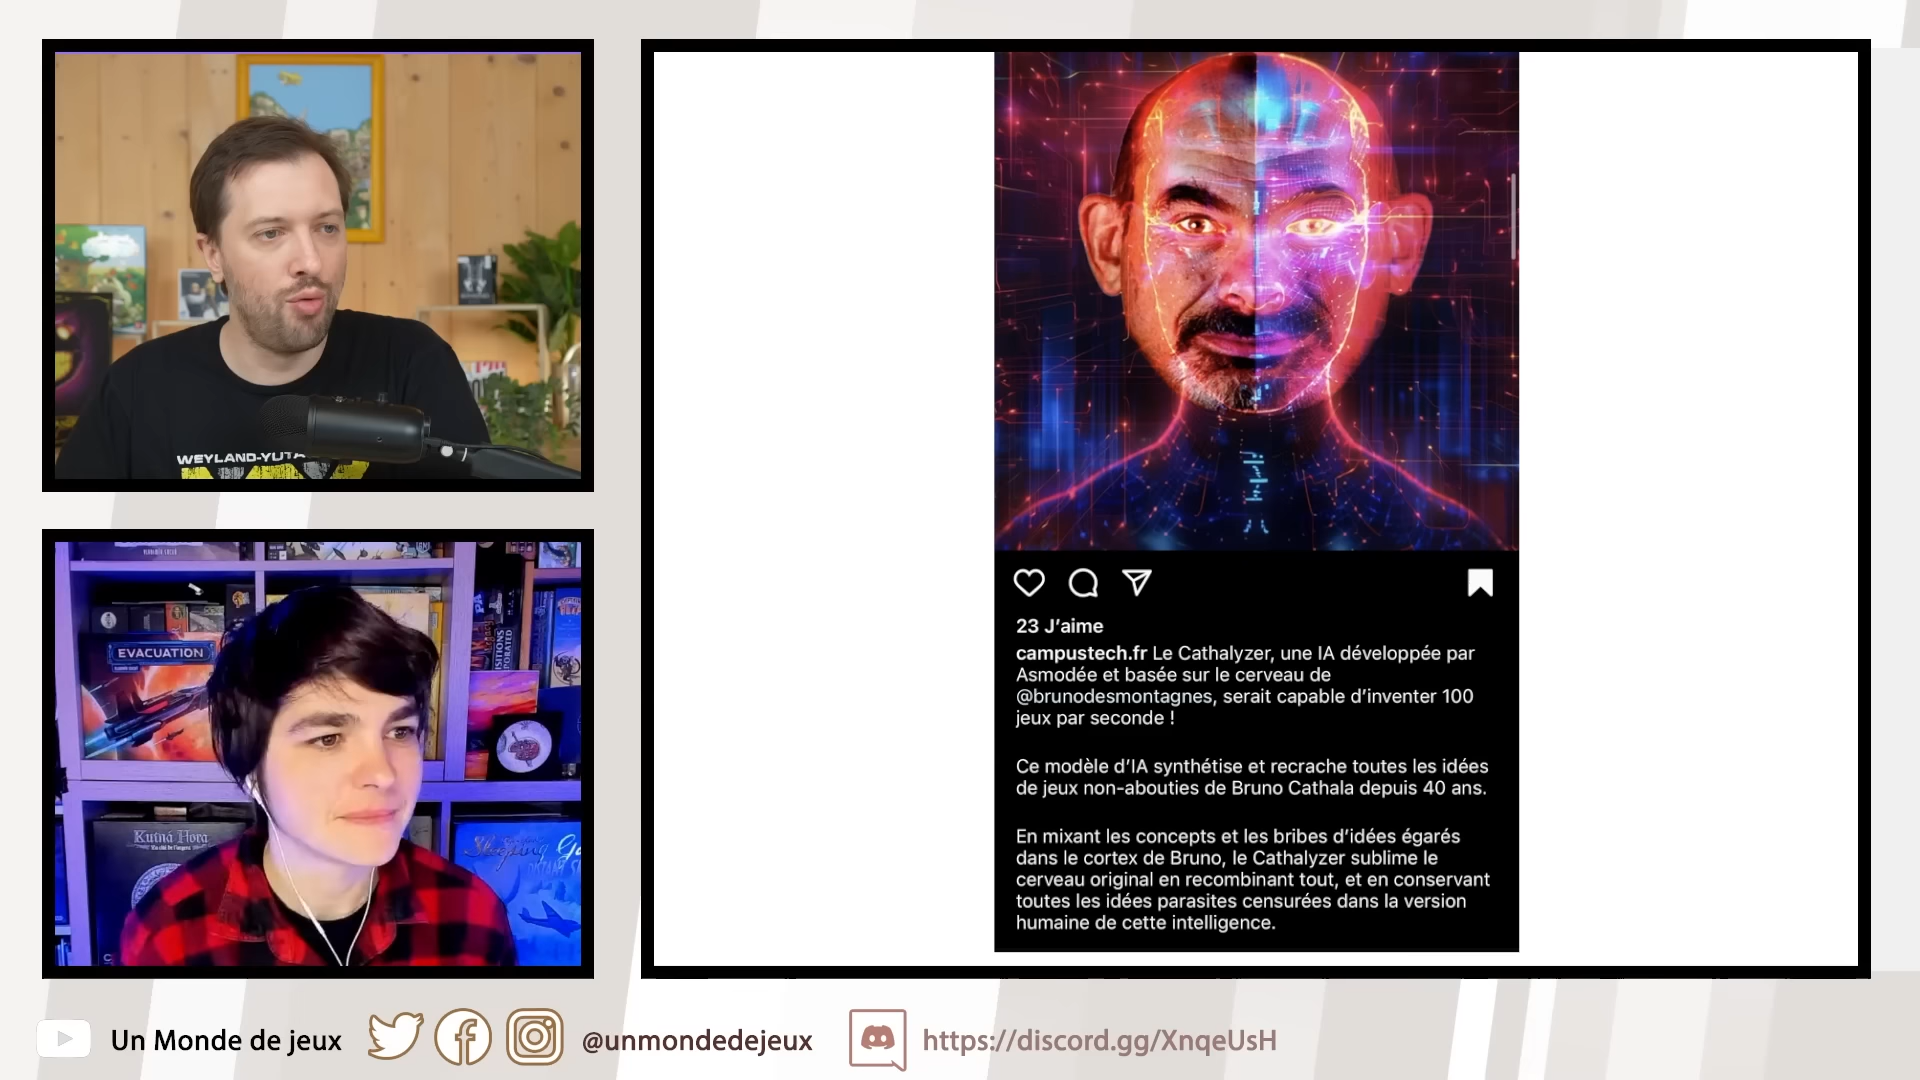 WEYLAND-YUTA
EVACUATION
Kutná Hora
23 J’aime
campustech.fr Le Cathalyzer, une IA développée par
Asmodée et basée sur le cerveau de
@brunodesmontagnes, serait capable d’inventer 100
jeux par seconde !
Ce modèle d’IA synthétise et recrache toutes les idées
de jeux non-abouties de Bruno Cathala depuis 40 ans.
En mixant les concepts et les bribes d’idées égarés
dans le cortex de Bruno, le Cathalyzer sublime le
cerveau original en recombinant tout, et en conservant
toutes les idées parasites censurées dans la version
humaine de cette intelligence.
Un Monde de jeux
@unmondedejeux
https://discord.gg/XnqeUsH